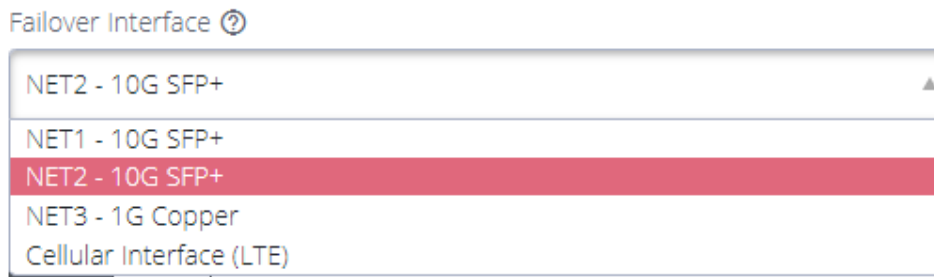 Failover Interface ?
NET2 - 10G SFP+
NET1 - 10G SFP+
NET2 - 10G SFP+
NET3 - 1G Copper
Cellular Interface (LTE)